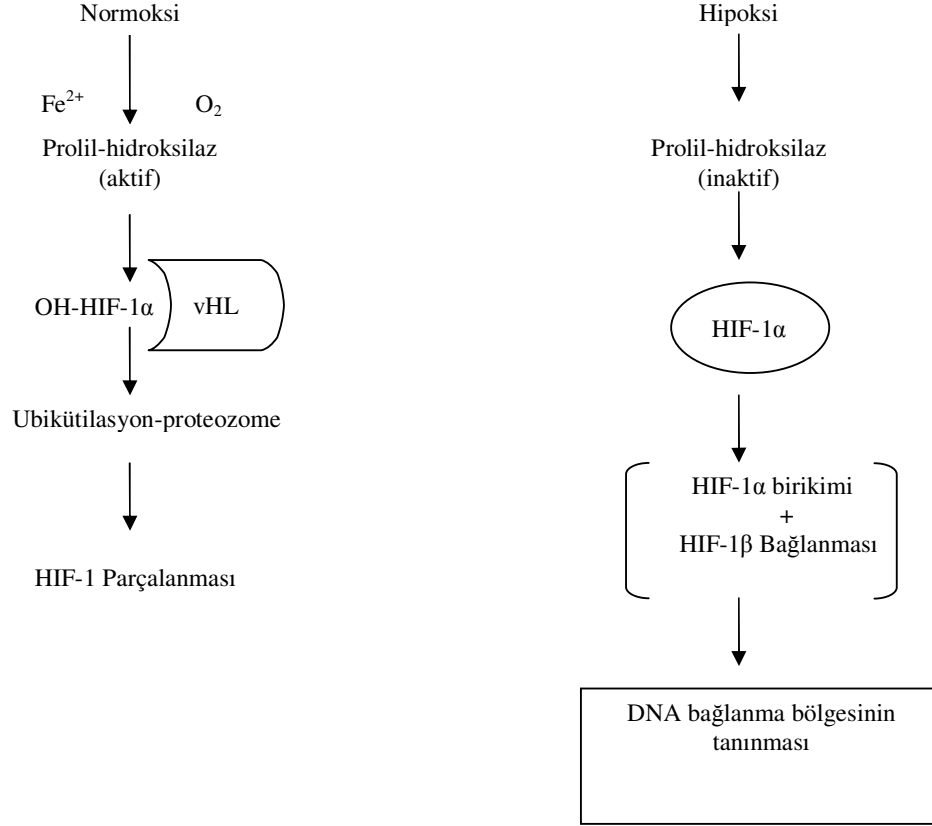 Normoksi
Fe2+ O2
Prolil-hidroksilaz
(aktif)
OH-HIF-1α vHL
Ubikütilasyon-proteozome
HIF-1 Parçalanması
Hipoksi
Prolil-hidroksilaz
(inaktif)
HIF-1α
HIF-1α birikimi
+
HIF-1β Bağlanması
DNA bağlanma bölgesinin
tanınması